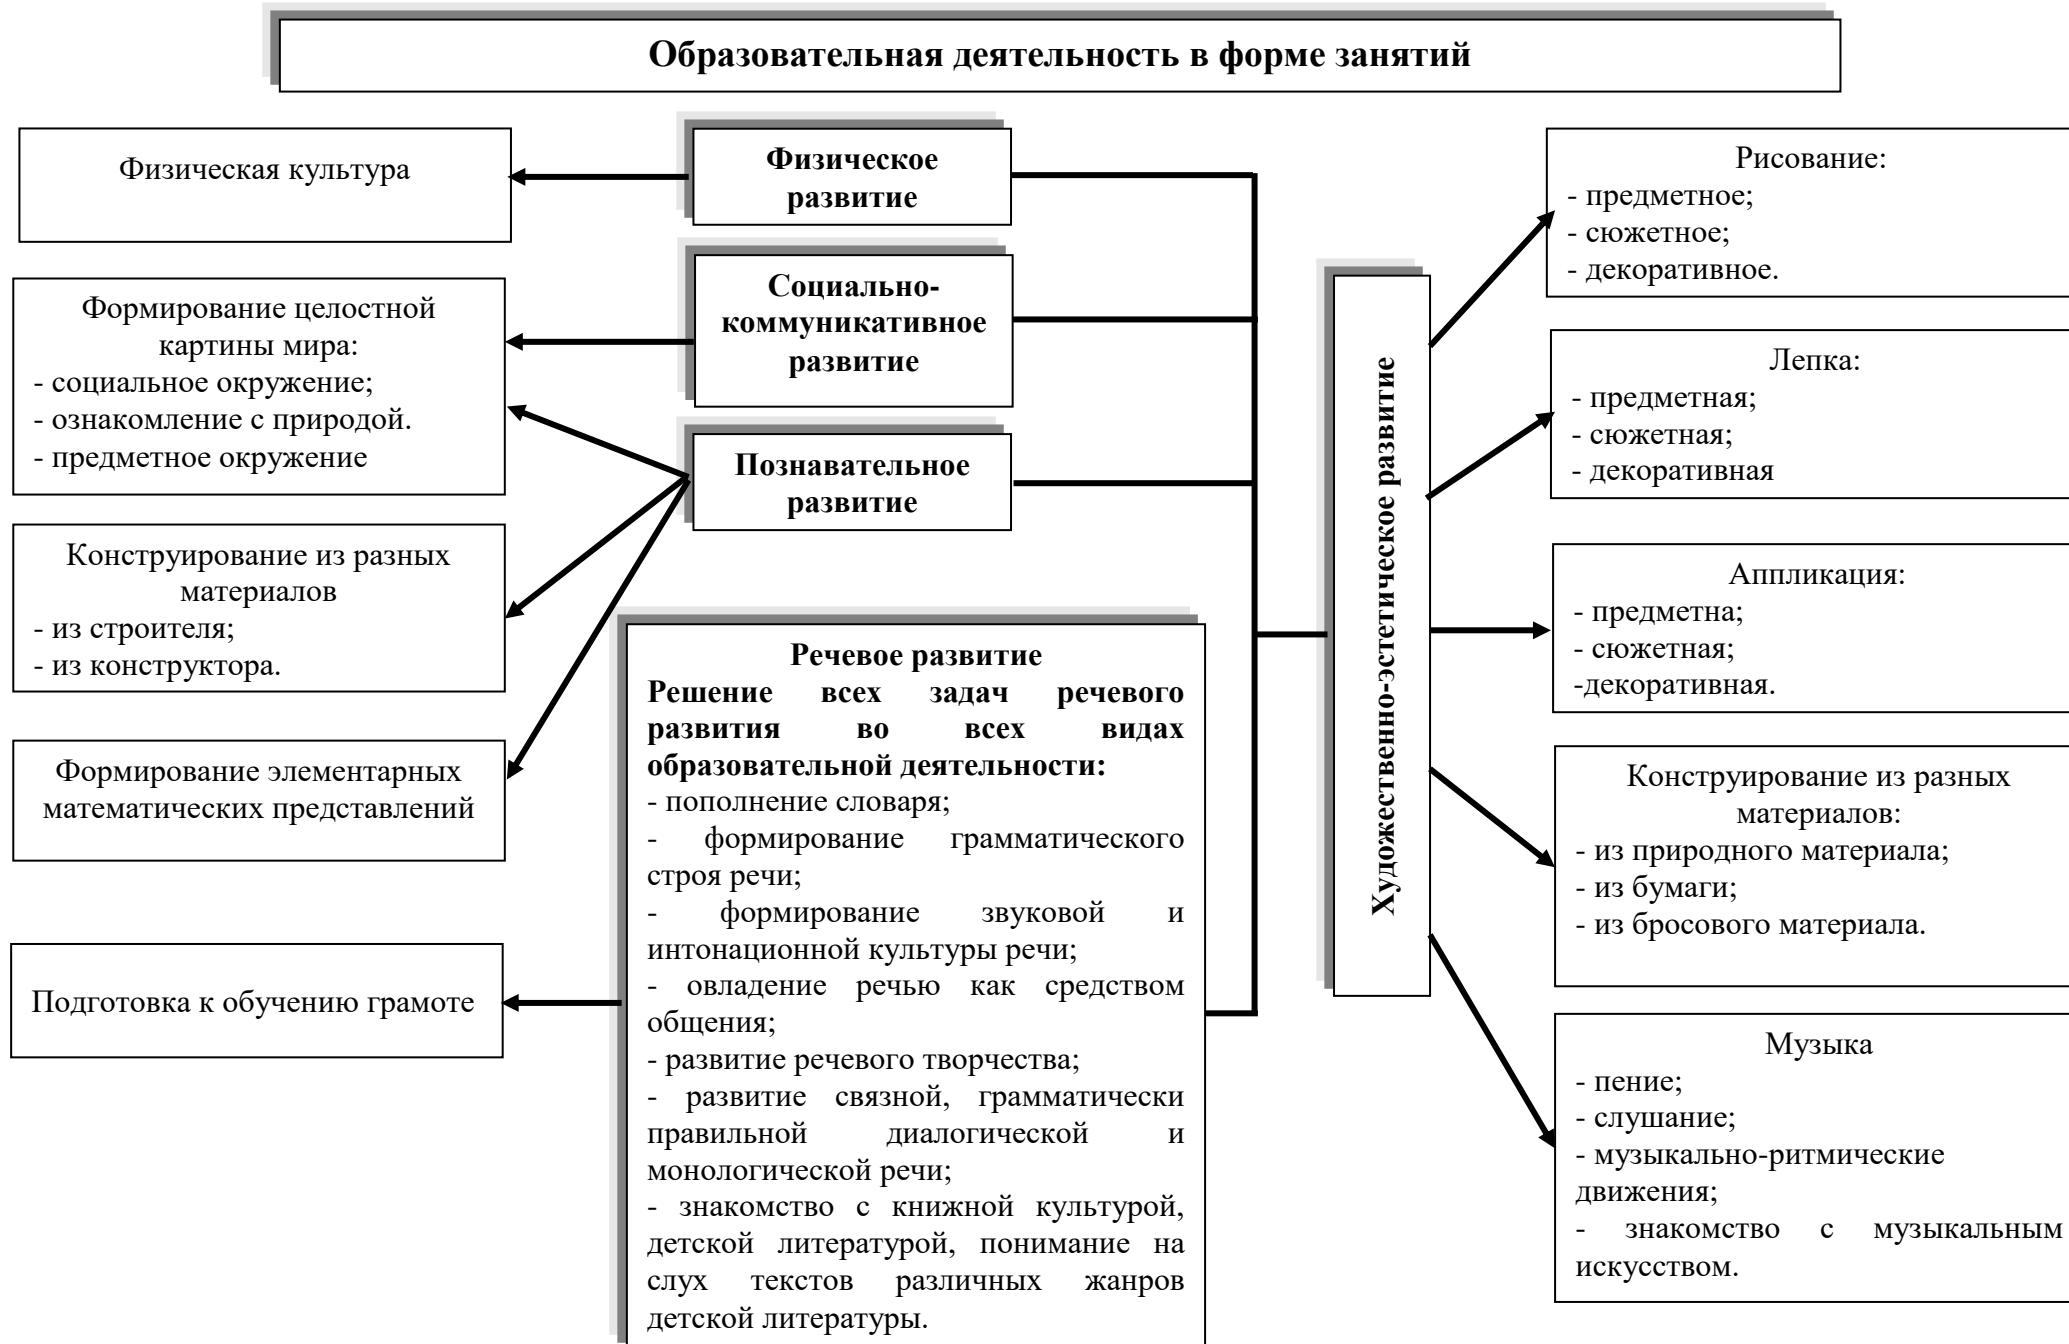 Образовательная деятельность в форме занятий
Физическая культура
Формирование целостной
картины мира:
- социальное окружение;
- ознакомление с природой.
- предметное окружение
Конструирование из разных
материалов
- из строителя;
- из конструктора.
Формирование элементарных
математических представлений
Подготовка к обучению грамоте
Физическое
развитие
Социально-
коммуникативное
развитие
Познавательное
развитие
Речевое развитие
Решение всех задач речевого
развития во всех видах
образовательной деятельности:
- пополнение словаря;
- формирование грамматического
строя речи;
- формирование звуковой и
интонационной культуры речи;
- овладение речью как средством
общения;
- развитие речевого творчества;
- развитие связной, грамматически
правильной диалогической и
монологической речи;
- знакомство с книжной культурой,
детской литературой, понимание на
слух текстов различных жанров
детской литературы.
Художественно-эстетическое развитие
Рисование:
- предметное;
- сюжетное;
- декоративное.
Лепка:
- предметная;
- сюжетная;
- декоративная
Аппликация:
- предметна;
- сюжетная;
-декоративная.
Конструирование из разных
материалов:
- из природного материала;
- из бумаги;
- из бросового материала.
Музыка
- пение;
- слушание;
- музыкально-ритмические
движения;
- знакомство с музыкальным
искусством.